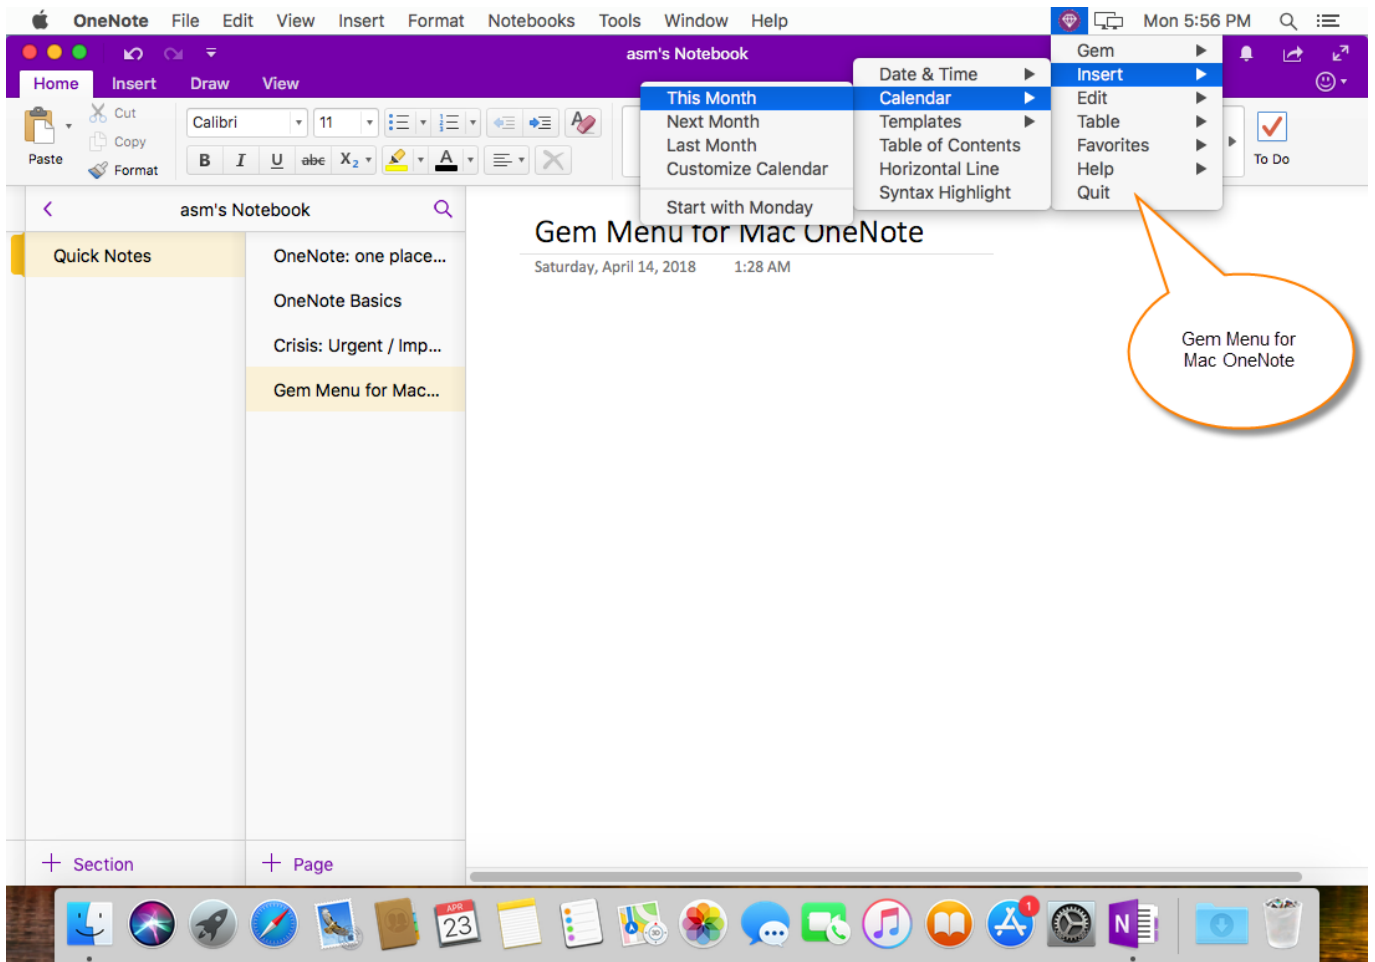 OneNote File Edit View Insert Format Notebooks Tools Window Help Mon 5:56 PM
asm's Notebook
Home Insert Draw View
Paste
Cut
Copy
Format
Calibri 11
B I U abc X2 A
To Do
Gem
Insert
Edit
Table
Favorites
Help
Quit
Date & Time
Calendar
Templates
Table of Contents
Horizontal Line
Syntax Highlight
This Month
Next Month
Last Month
Customize Calendar
Start with Monday
asm's Notebook
Quick Notes
OneNote: one place...
OneNote Basics
Crisis: Urgent / Imp...
Gem Menu for Mac...
Gem Menu for Mac OneNote
Saturday, April 14, 2018 1:28 AM
Gem Menu for
Mac OneNote
+ Section
+ Page
APR
23
3D
1
N